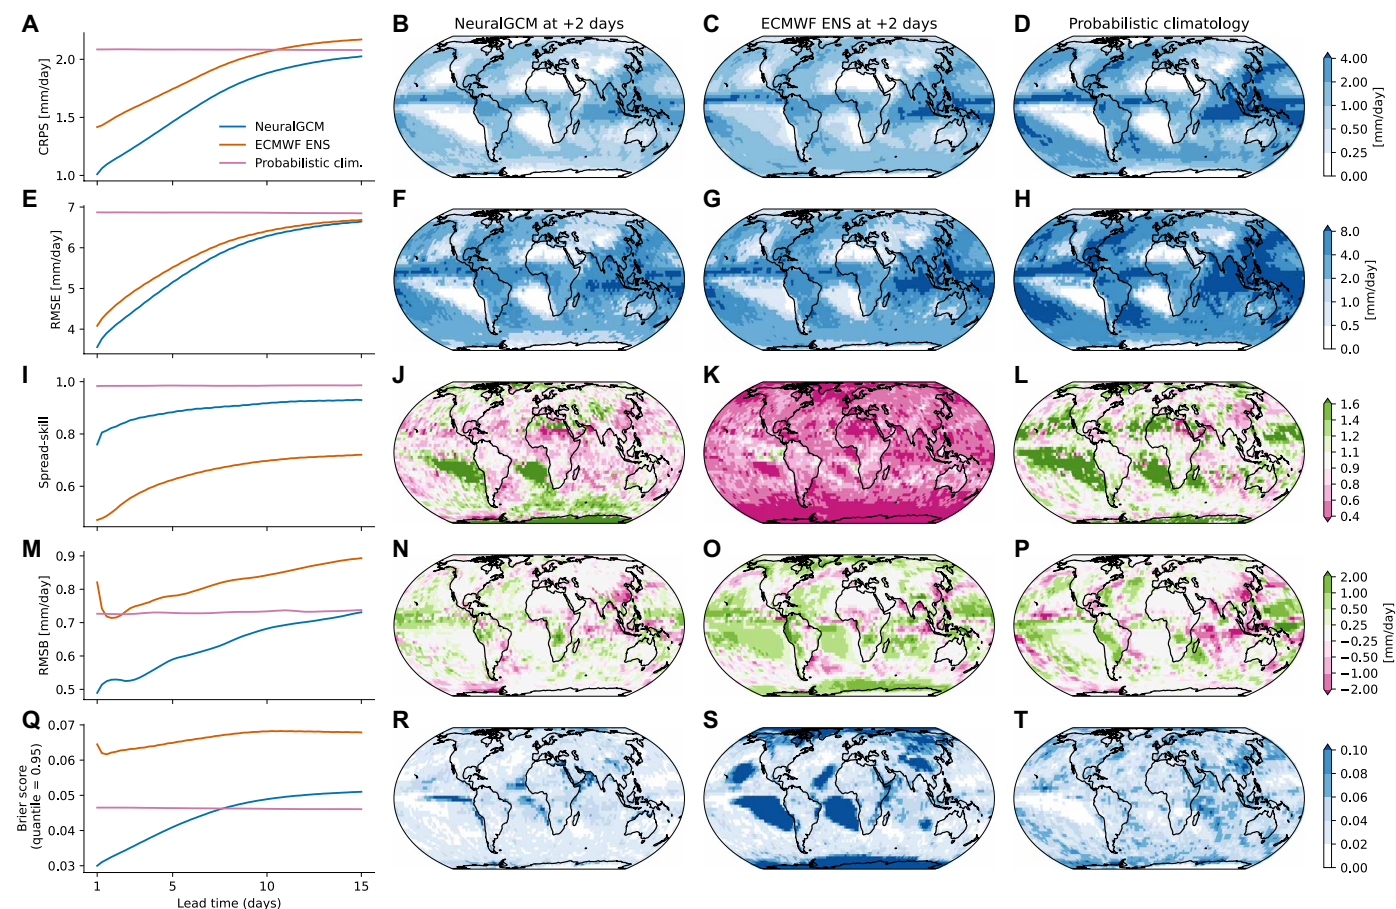 A
CRPS [mm/day]
2.0
1.5
1.0
NeuralGCM
ECMWF ENS
Probabilistic clim.
B
NeuralGCM at +2 days
C
ECMWF ENS at +2 days
D
Probabilistic climatology
4.00
2.00
1.00
0.50
0.25
0.00
[mm/day]
E
RMSE [mm/day]
7
6
5
4
F
G
H
8.0
4.0
2.0
1.0
0.5
0.0
[mm/day]
I
Spread-skill
1.0
0.8
0.6
J
K
L
1.6
1.4
1.2
1.1
0.9
0.8
0.6
0.4
M
RMSB [mm/day]
0.9
0.8
0.7
0.6
0.5
N
O
P
2.00
1.00
0.50
0.25
−0.25
−0.50
−1.00
−2.00
[mm/day]
Q
Brier score
(quantile = 0.95)
0.07
0.06
0.05
0.04
0.03
1
5
10
15
Lead time (days)
R
S
T
0.10
0.08
0.06
0.04
0.02
0.00